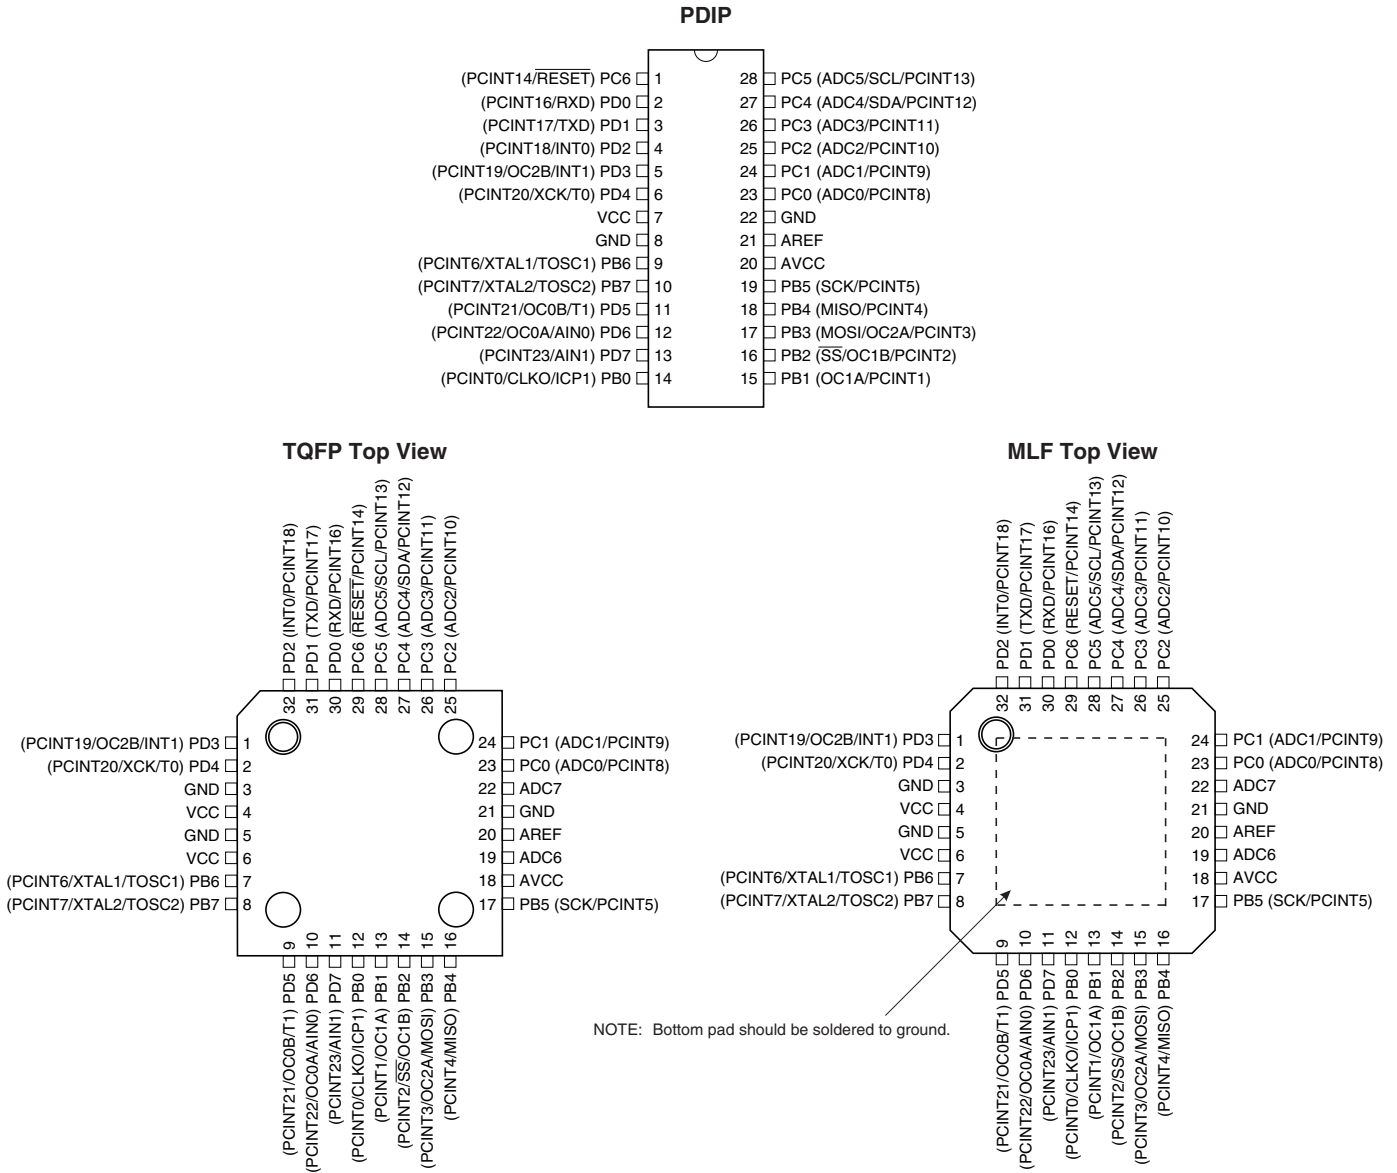 PDIP
(PCINT14/RESET) PC6 1
(PCINT16/RXD) PD0 2
(PCINT17/TXD) PD1 3
(PCINT18/INT0) PD2 4
(PCINT19/OC2B/INT1) PD3 5
(PCINT20/XCK/T0) PD4 6
VCC 7
GND 8
(PCINT6/XTAL1/TOSC1) PB6 9
(PCINT7/XTAL2/TOSC2) PB7 10
(PCINT21/OC0B/T1) PD5 11
(PCINT22/OC0A/AIN0) PD6 12
(PCINT23/AIN1) PD7 13
(PCINT0/CLKO/ICP1) PB0 14
28 PC5 (ADC5/SCL/PCINT13)
27 PC4 (ADC4/SDA/PCINT12)
26 PC3 (ADC3/PCINT11)
25 PC2 (ADC2/PCINT10)
24 PC1 (ADC1/PCINT9)
23 PC0 (ADC0/PCINT8)
22 GND
21 AREF
20 AVCC
19 PB5 (SCK/PCINT5)
18 PB4 (MISO/PCINT4)
17 PB3 (MOSI/OC2A/PCINT3)
16 PB2 (SS/OC1B/PCINT2)
15 PB1 (OC1A/PCINT1)
TQFP Top View
32 PD2 (INT0/PCINT18)
31 PD1 (TXD/PCINT17)
30 PD0 (RXD/PCINT16)
29 PC6 (RESET/PCINT14)
28 PC5 (ADC5/SCL/PCINT13)
27 PC4 (ADC4/SDA/PCINT12)
26 PC3 (ADC3/PCINT11)
25 PC2 (ADC2/PCINT10)
(PCINT19/OC2B/INT1) PD3 1
(PCINT20/XCK/T0) PD4 2
GND 3
VCC 4
GND 5
VCC 6
(PCINT6/XTAL1/TOSC1) PB6 7
(PCINT7/XTAL2/TOSC2) PB7 8
24 PC1 (ADC1/PCINT9)
23 PC0 (ADC0/PCINT8)
22 ADC7
21 GND
20 AREF
19 ADC6
18 AVCC
17 PB5 (SCK/PCINT5)
(PCINT21/OC0B/T1) PD5 9
(PCINT22/OC0A/AIN0) PD6 10
(PCINT23/AIN1) PD7 11
(PCINT0/CLKO/ICP1) PB0 12
(PCINT1/OC1A) PB1 13
(PCINT2/SS/OC1B) PB2 14
(PCINT3/OC2A/MOSI) PB3 15
(PCINT4/MISO) PB4 16
MLF Top View
32 PD2 (INT0/PCINT18)
31 PD1 (TXD/PCINT17)
30 PD0 (RXD/PCINT16)
29 PC6 (RESET/PCINT14)
28 PC5 (ADC5/SCL/PCINT13)
27 PC4 (ADC4/SDA/PCINT12)
26 PC3 (ADC3/PCINT11)
25 PC2 (ADC2/PCINT10)
(PCINT19/OC2B/INT1) PD3 1
(PCINT20/XCK/T0) PD4 2
GND 3
VCC 4
GND 5
VCC 6
(PCINT6/XTAL1/TOSC1) PB6 7
(PCINT7/XTAL2/TOSC2) PB7 8
24 PC1 (ADC1/PCINT9)
23 PC0 (ADC0/PCINT8)
22 ADC7
21 GND
20 AREF
19 ADC6
18 AVCC
17 PB5 (SCK/PCINT5)
(PCINT21/OC0B/T1) PD5 9
(PCINT22/OC0A/AIN0) PD6 10
(PCINT23/AIN1) PD7 11
(PCINT0/CLKO/ICP1) PB0 12
(PCINT1/OC1A) PB1 13
(PCINT2/SS/OC1B) PB2 14
(PCINT3/OC2A/MOSI) PB3 15
(PCINT4/MISO) PB4 16
NOTE: Bottom pad should be soldered to ground.